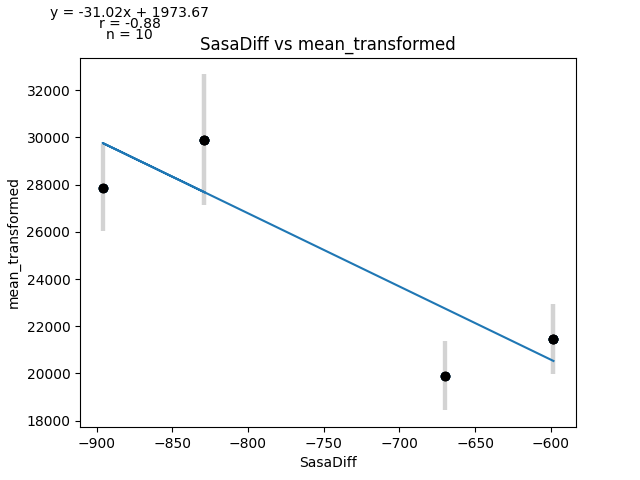 y = -31.02x + 1973.67
r = -0.88
n = 10
SasaDiff vs mean_transformed
32000
30000
28000
26000
24000
22000
20000
18000
mean_transformed
−900
−850
−800
−750
−700
−650
−600
SasaDiff